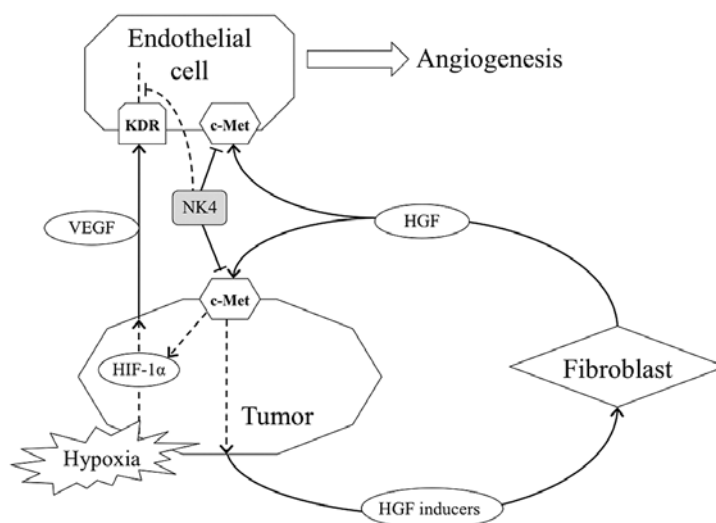 Endothelial
cell
Angiogenesis
KDR
c-Met
NK4
VEGF
HGF
c-Met
HIF-1α
Fibroblast
Tumor
Hypoxia
HGF inducers